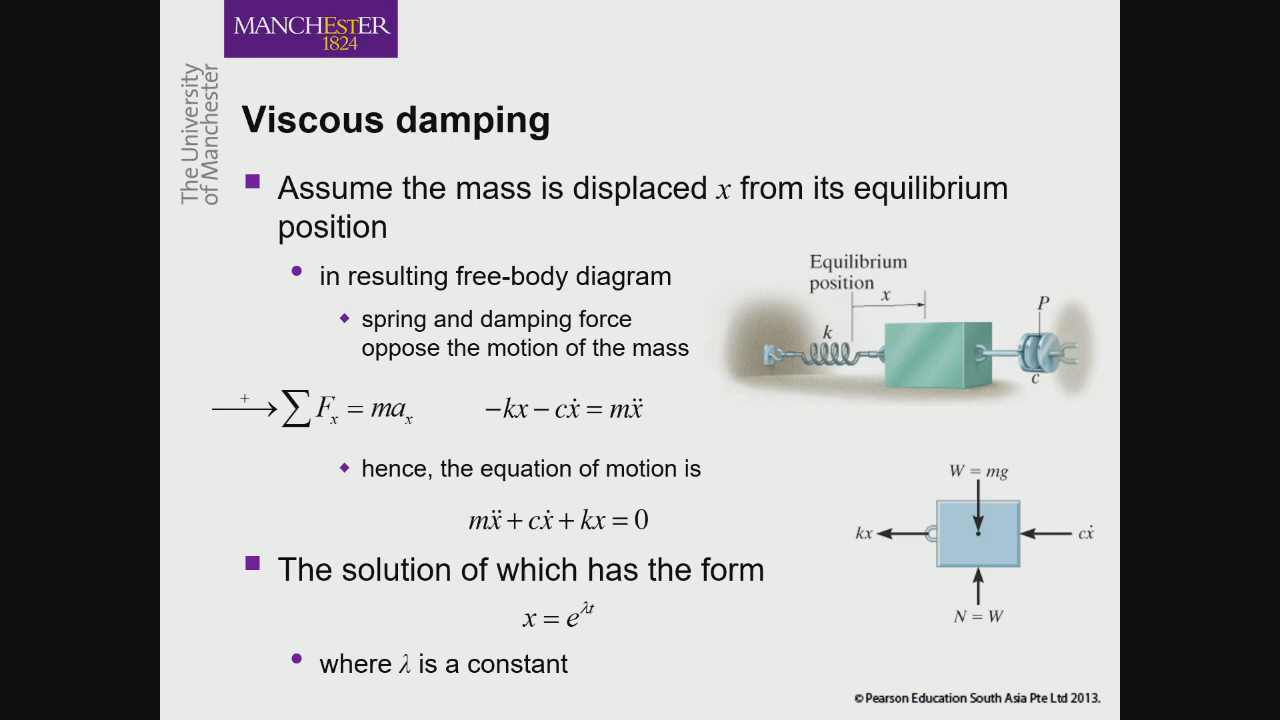 MANCHESTER
1824
The University
of Manchester
Viscous damping
Assume the mass is displaced x from its equilibrium
position
in resulting free-body diagram
spring and damping force
oppose the motion of the mass
Equilibrium
position
x
k
P
c
+
⟶ ∑ Fₓ = maₓ
−kx − cẋ = mẍ
hence, the equation of motion is
mẍ + cẋ + kx = 0
W = mg
kx
cẋ
N = W
The solution of which has the form
x = e^{λt}
where λ is a constant
© Pearson Education South Asia Pte Ltd 2013.